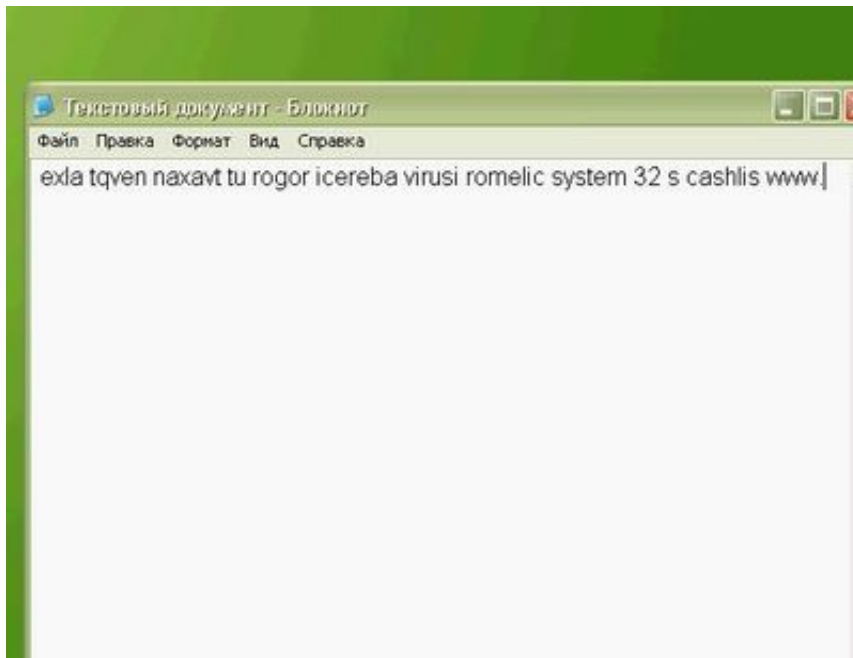 Текстовый документ - Блокнот
Файл Правка Формат Вид Справка
exla tqven naxavt tu rogor icereba virusi romelic system 32 s cashlis www.